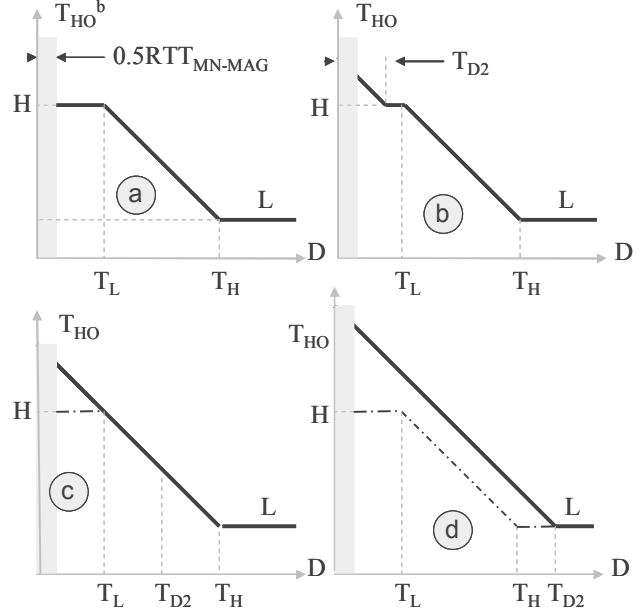 T_HO^b
0.5RTT_MN-MAG
H
a
L
D
T_L
T_H
T_HO
T_D2
H
b
L
D
T_L
T_H
T_HO
H
c
L
D
T_L
T_D2
T_H
T_HO
H
d
L
D
T_L
T_H
T_D2